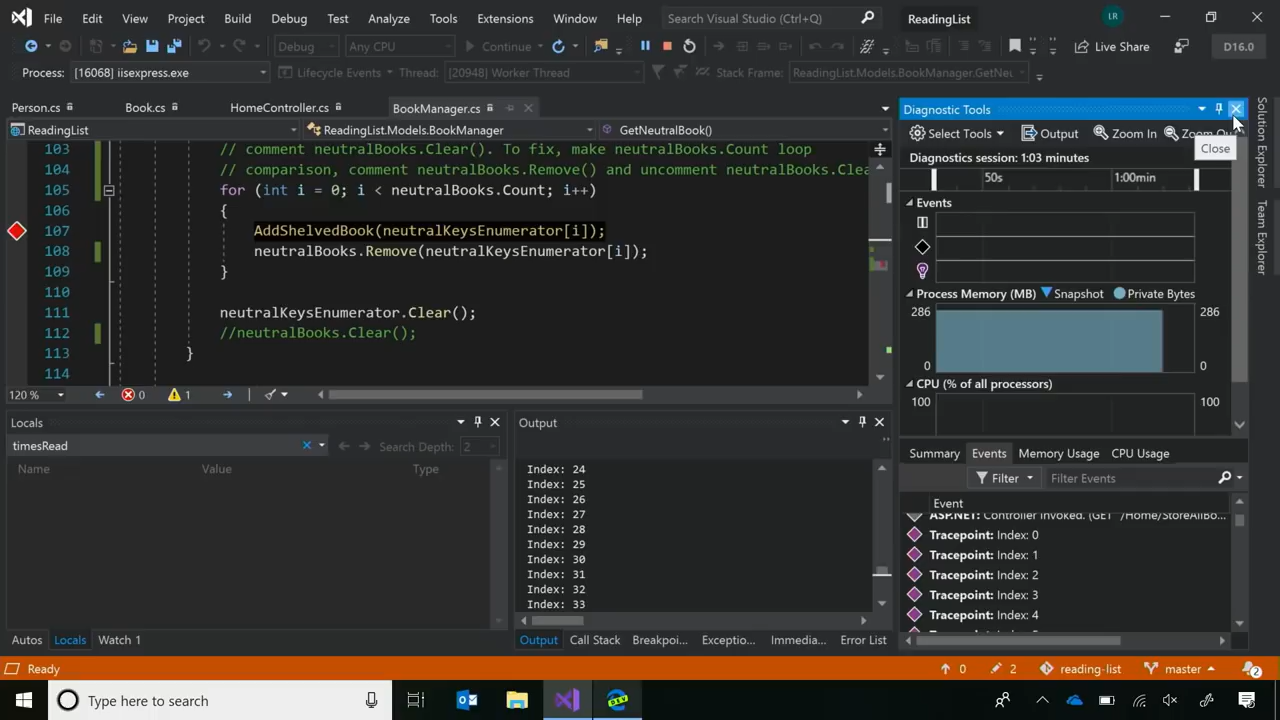 File Edit View Project Build Debug Test Analyze Tools Extensions Window Help Search Visual Studio (Ctrl+Q) ReadingList LR
Debug Any CPU Continue Live Share D16.0
Process: [16068] iisexpress.exe Lifecycle Events Thread: [20948] Worker Thread Stack Frame: ReadingList.Models.BookManager.GetNeu
Person.cs Book.cs HomeController.cs BookManager.cs
ReadingList ReadingList.Models.BookManager GetNeutralBook()
103 // comment neutralBooks.Clear(). To fix, make neutralBooks.Count loop
104 // comparison, comment neutralBooks.Remove() and uncomment neutralBooks.Clea
105 for (int i = 0; i < neutralBooks.Count; i++)
106 {
107 AddShelvedBook(neutralKeysEnumerator[i]);
108 neutralBooks.Remove(neutralKeysEnumerator[i]);
109 }
110
111 neutralKeysEnumerator.Clear();
112 //neutralBooks.Clear();
113 }
114
120 % 0 1
Locals
timesRead Search Depth: 2
Name Value Type
Autos Locals Watch 1
Output
Index: 24
Index: 25
Index: 26
Index: 27
Index: 28
Index: 29
Index: 30
Index: 31
Index: 32
Index: 33
Output Call Stack Breakpoi... Exceptio... Immedia... Error List
Diagnostic Tools
Select Tools Output Zoom In Zoom Ou
Close
Diagnostics session: 1:03 minutes
50s 1:00min
Events
Process Memory (MB) Snapshot Private Bytes
286 286
0 0
CPU (% of all processors)
100 100
Summary Events Memory Usage CPU Usage
Filter Filter Events
Event
ASP.NET: Controller Invoked. (GET "/Home/StoreAllBo...
Tracepoint: Index: 0
Tracepoint: Index: 1
Tracepoint: Index: 2
Tracepoint: Index: 3
Tracepoint: Index: 4
Solution Explorer
Team Explorer
Ready 0 2 reading-list master 2
Type here to search